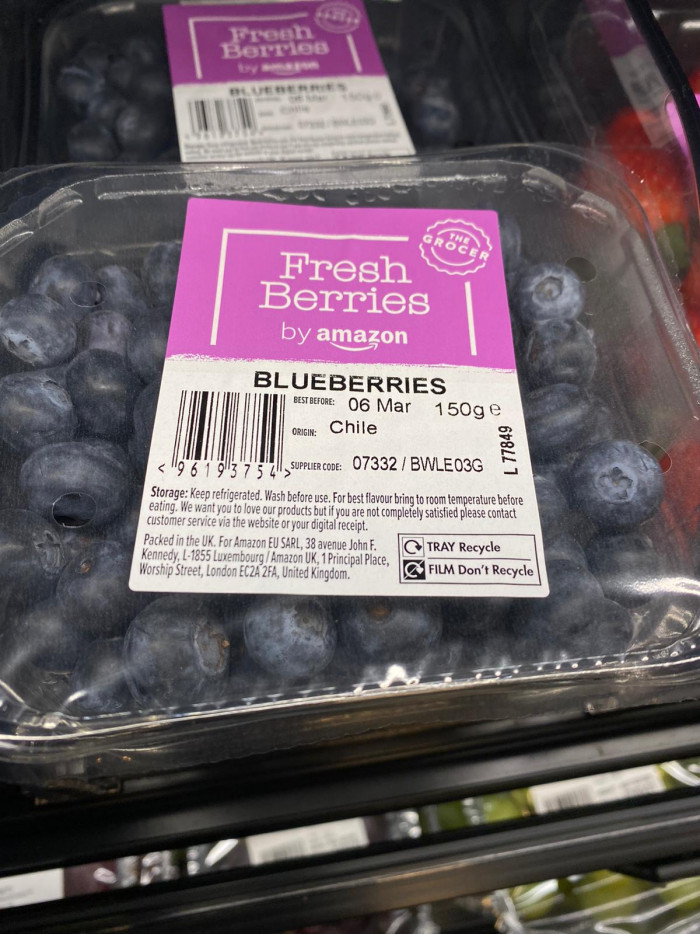 Fresh
Berries
by amazon
BLUEBERRIES
06 Mar
THE
GROCER
Fresh
Berries
by amazon
BLUEBERRIES
BEST BEFORE: 06 Mar 150g e
ORIGIN: Chile
< 96193754 >
SUPPLIER CODE: 07332 / BWLE03G
L 77849
Storage: Keep refrigerated. Wash before use. For best flavour bring to room temperature before
eating. We want you to love our products but if you are not completely satisfied please contact
customer service via the website or your digital receipt.
Packed in the UK. For Amazon EU SARL, 38 avenue John F.
Kennedy, L-1855 Luxembourg / Amazon UK, 1 Principal Place,
Worship Street, London EC2A 2FA, United Kingdom.
TRAY Recycle
FILM Don't Recycle